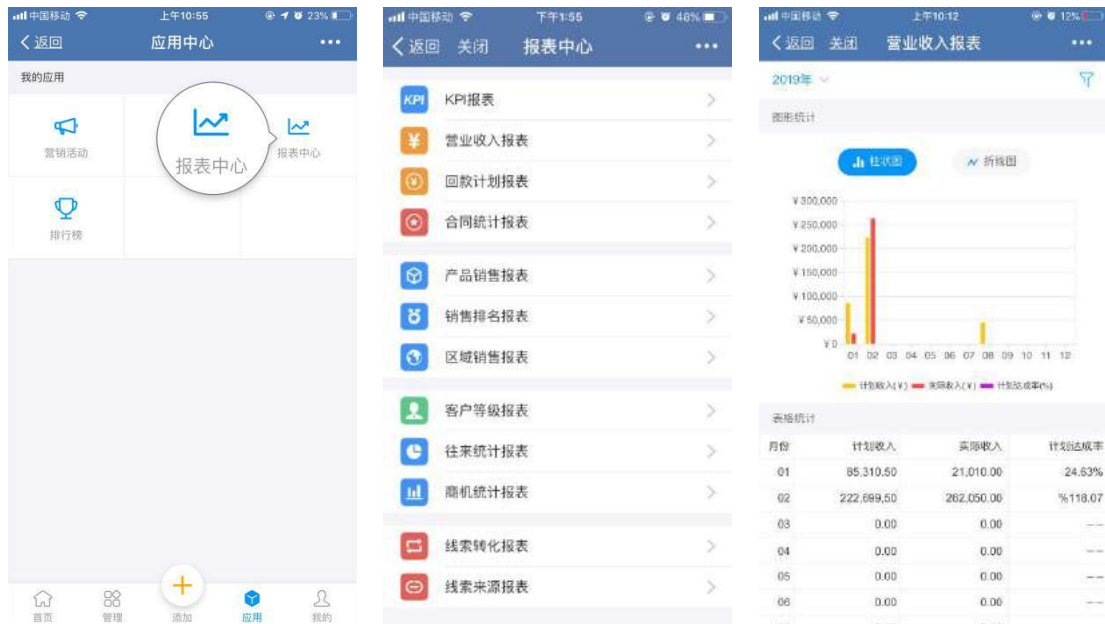 中国移动 上午10:55 23%
返回 应用中心
我的应用
营销活动
报表中心
报表中心
排行榜
首页 管理 添加 应用 我的
中国移动 下午1:55 48%
返回 关闭 报表中心
KPI KPI报表
¥ 营业收入报表
¥ 回款计划报表
合同统计报表
产品销售报表
销售排名报表
区域销售报表
客户等级报表
往来统计报表
商机统计报表
线索转化报表
线索来源报表
中国移动 上午10:12 12%
返回 关闭 营业收入报表
2019年
图形统计
柱状图 折线图
¥300,000
¥250,000
¥200,000
¥150,000
¥100,000
¥50,000
¥0
01 02 03 04 05 06 07 08 09 10 11 12
计划收入(¥) 实际收入(¥) 计划达成率(%)
表格统计
月份 计划收入 实际收入 计划达成率
01 85,310.50 21,010.00 24.63%
02 222,699.50 262,050.00 %118.07
03 0.00 0.00 --
04 0.00 0.00 --
05 0.00 0.00 --
06 0.00 0.00 --